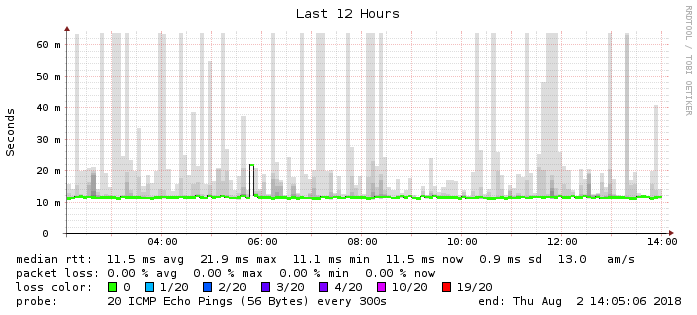 Last 12 Hours
RRDTOOL / TOBI OETIKER
Seconds
60 m
50 m
40 m
30 m
20 m
10 m
0
04:00 06:00 08:00 10:00 12:00 14:00
median rtt: 11.5 ms avg 21.9 ms max 11.1 ms min 11.5 ms now 0.9 ms sd 13.0 am/s
packet loss: 0.00 % avg 0.00 % max 0.00 % min 0.00 % now
loss color: 0 1/20 2/20 3/20 4/20 10/20 19/20
probe: 20 ICMP Echo Pings (56 Bytes) every 300s end: Thu Aug 2 14:05:06 2018